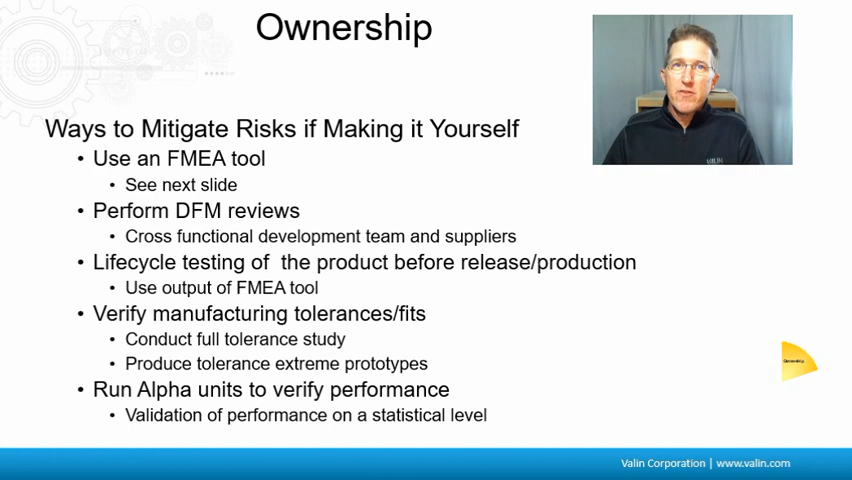 Ownership
Ways to Mitigate Risks if Making it Yourself
• Use an FMEA tool
• See next slide
• Perform DFM reviews
• Cross functional development team and suppliers
• Lifecycle testing of the product before release/production
• Use output of FMEA tool
• Verify manufacturing tolerances/fits
• Conduct full tolerance study
• Produce tolerance extreme prototypes
• Run Alpha units to verify performance
• Validation of performance on a statistical level
VALIN
Ownership
Valin Corporation | www.valin.com